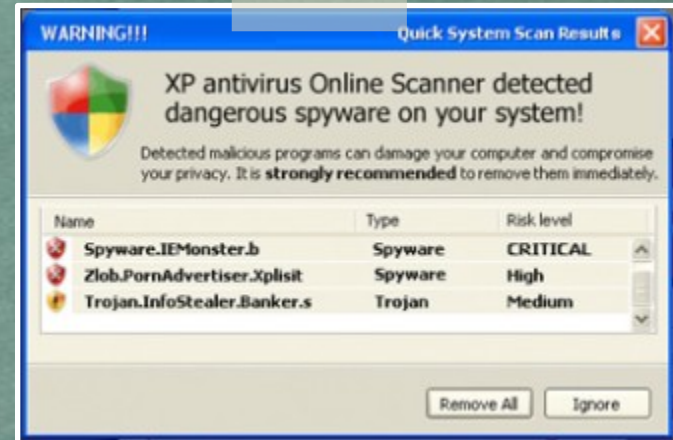 WARNING!!! Quick System Scan Results
XP antivirus Online Scanner detected
dangerous spyware on your system!
Detected malicious programs can damage your computer and compromise
your privacy. It is strongly recommended to remove them immediately.
Name Type Risk level
Spyware.IEMonster.b Spyware CRITICAL
Zlob.PornAdvertiser.Xplisit Spyware High
Trojan.InfoStealer.Banker.s Trojan Medium
Remove All Ignore